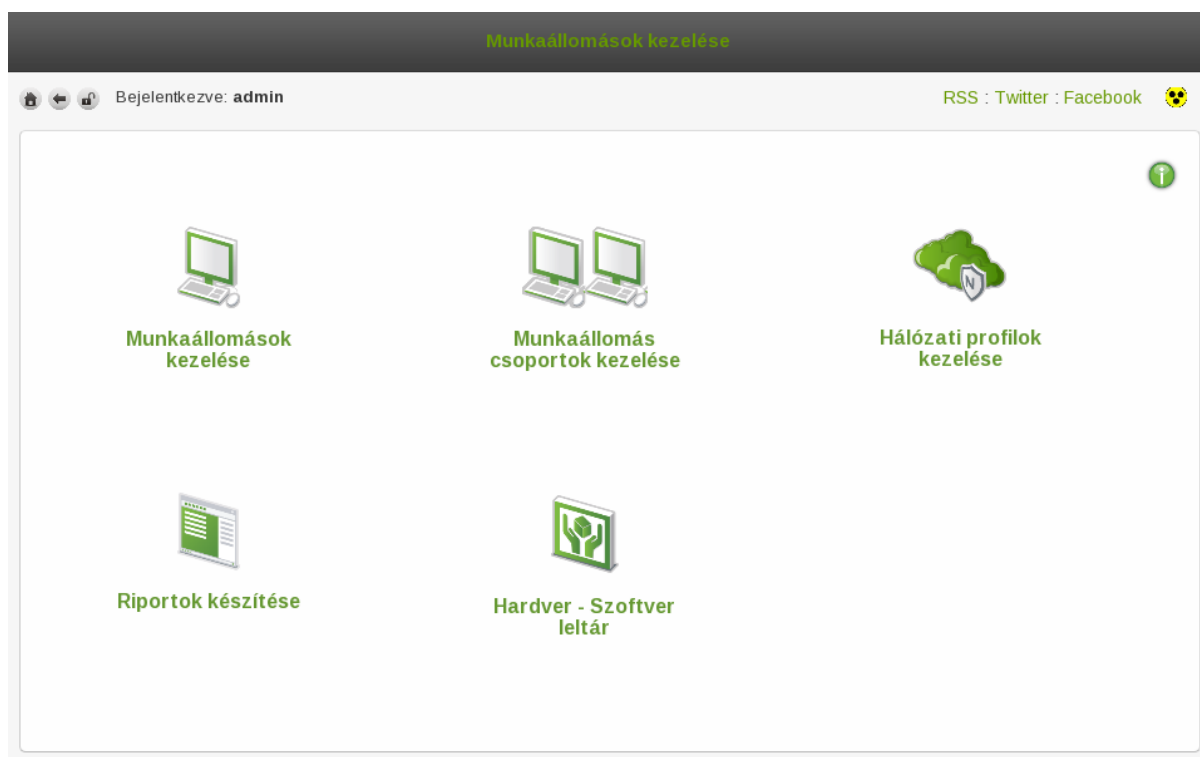 Munkaállomások kezelése
Bejelentkezve: admin
RSS : Twitter : Facebook
Munkaállomások
kezelése
Munkaállomás
csoportok kezelése
N
Hálózati profilok
kezelése
Riportok készítése
Hardver - Szoftver
leltár